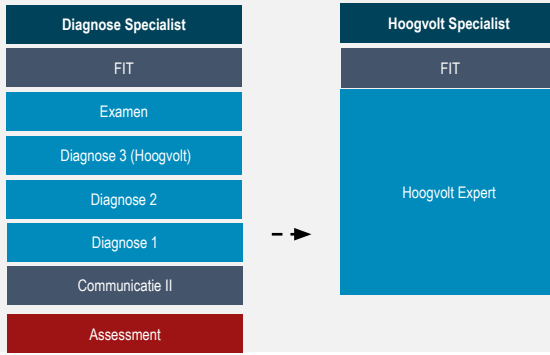 Diagnose Specialist
FIT
Examen
Diagnose 3 (Hoogvolt)
Diagnose 2
Diagnose 1
Communicatie II
Assessment
Hoogvolt Specialist
FIT
Hoogvolt Expert